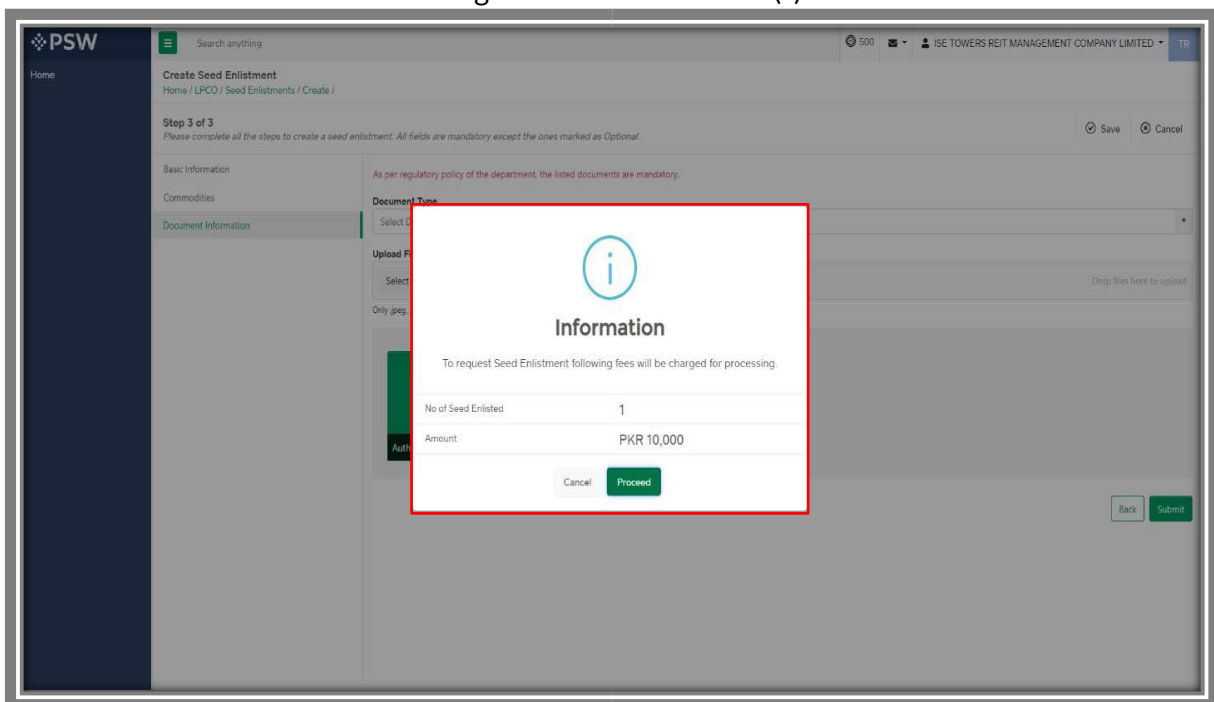 PSW
Search anything
500
ISE TOWERS REIT MANAGEMENT COMPANY LIMITED
TR
Home
Create Seed Enlistment
Home / LPCO / Seed Enlistments / Create /
Step 3 of 3
Please complete all the steps to create a seed enlistment. All fields are mandatory except the ones marked as Optional.
Save
Cancel
Basic Information
Commodities
Document Information
As per regulatory policy of the department, the listed documents are mandatory.
Document Type
Select
Upload
Select
Drop files here to upload
Only jpeg,
Information
To request Seed Enlistment following fees will be charged for processing.
No of Seed Enlisted 1
Amount PKR 10,000
Cancel
Proceed
Auth
Back
Submit